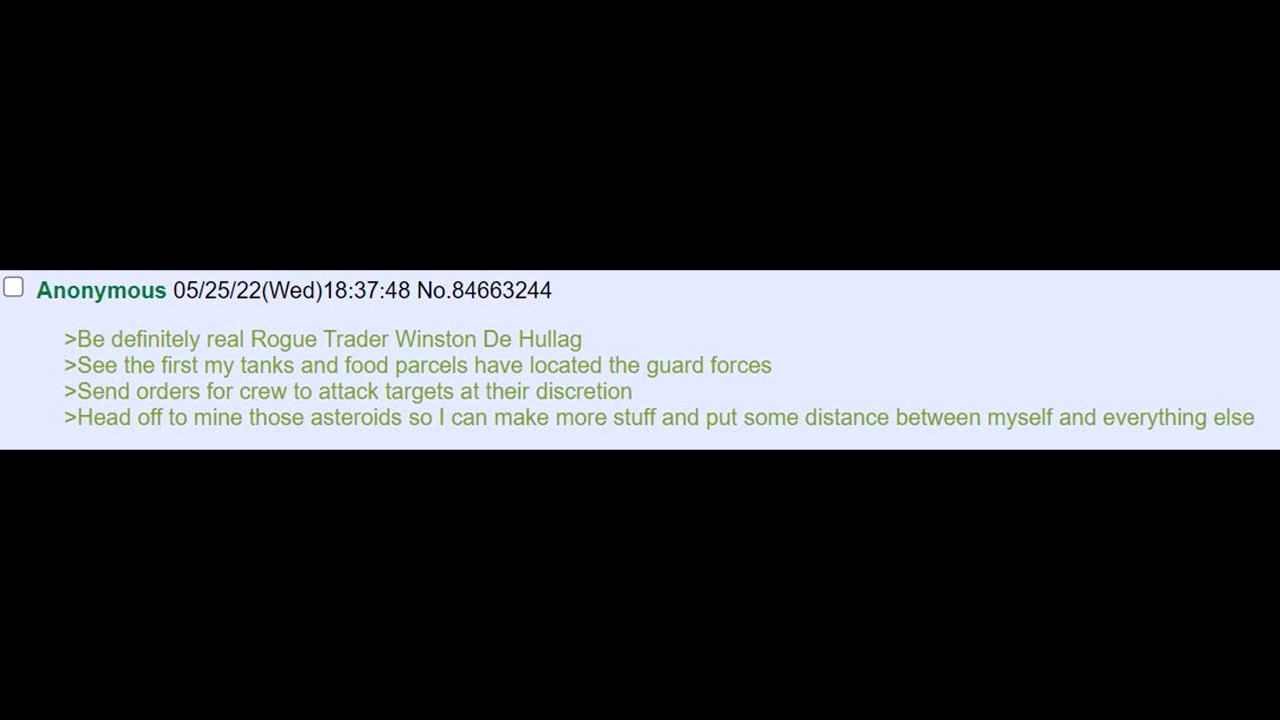 Anonymous 05/25/22(Wed)18:37:48 No.84663244
>Be definitely real Rogue Trader Winston De Hullag
>See the first my tanks and food parcels have located the guard forces
>Send orders for crew to attack targets at their discretion
>Head off to mine those asteroids so I can make more stuff and put some distance between myself and everything else